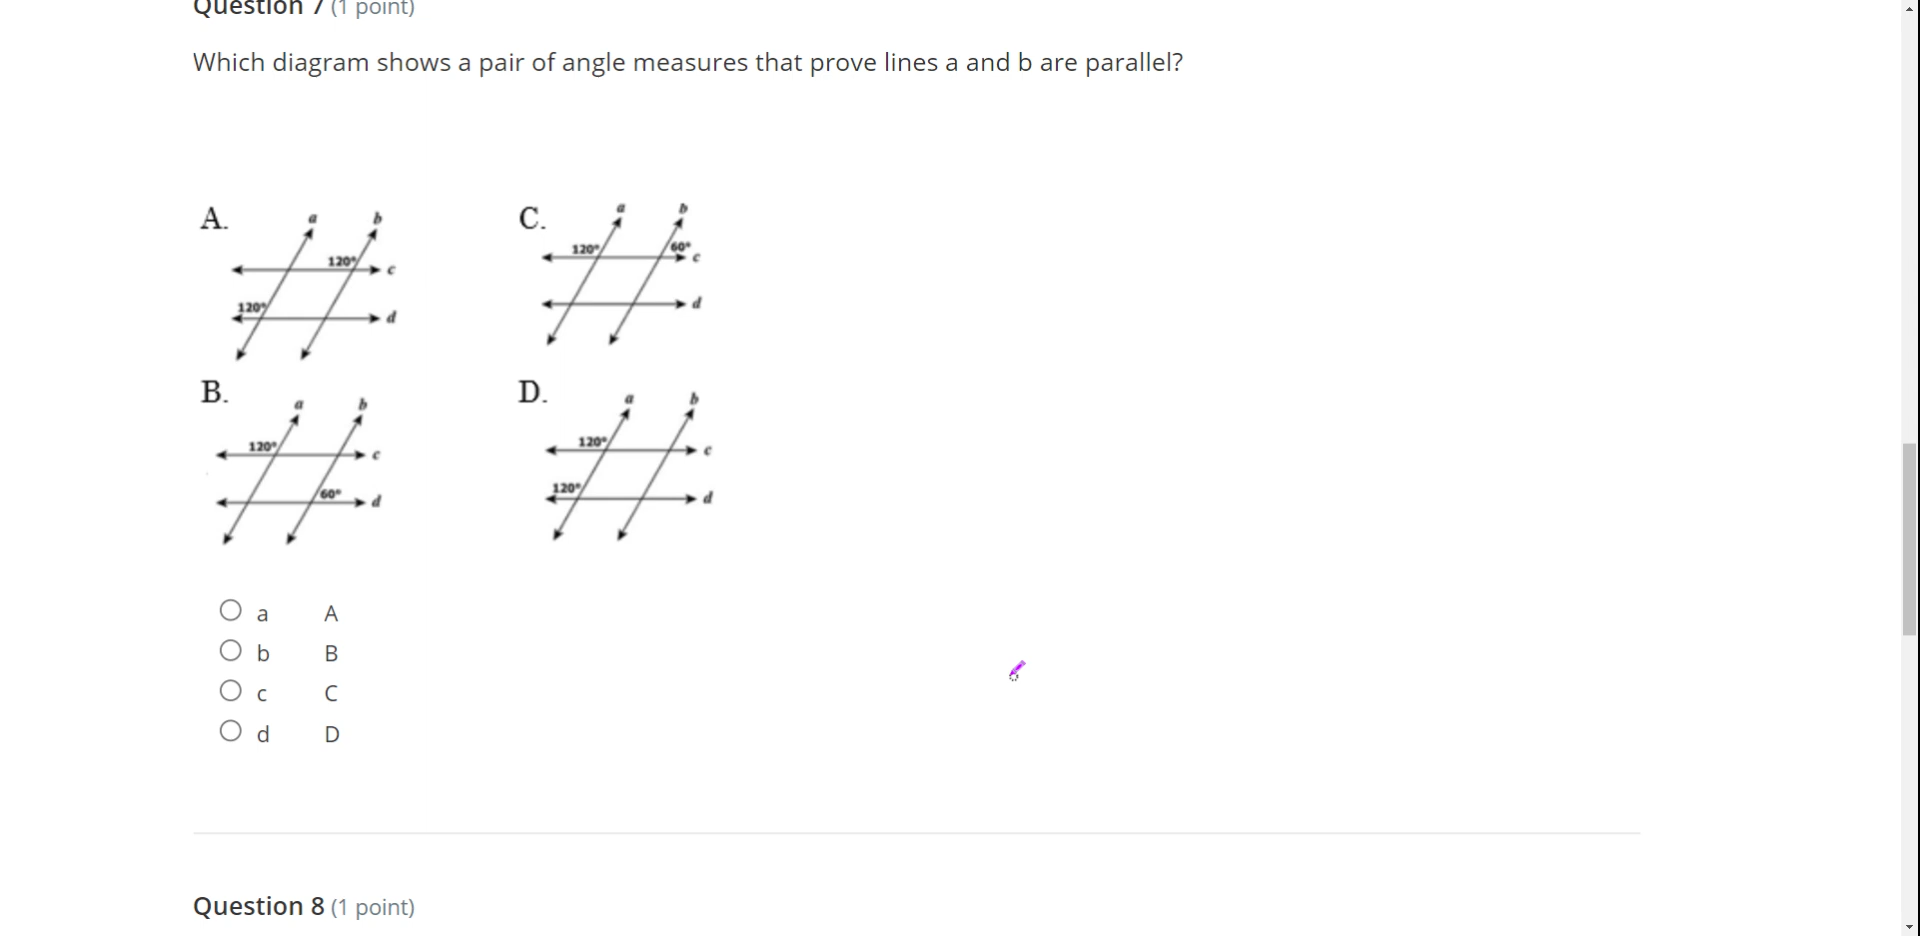 Question 7 (1 point)
Which diagram shows a pair of angle measures that prove lines a and b are parallel?
A.
a
b
120°
c
120°
d
C.
a
b
120°
60°
c
d
B.
a
b
120°
c
60°
d
D.
a
b
120°
c
120°
d
a A
b B
c C
d D
Question 8 (1 point)